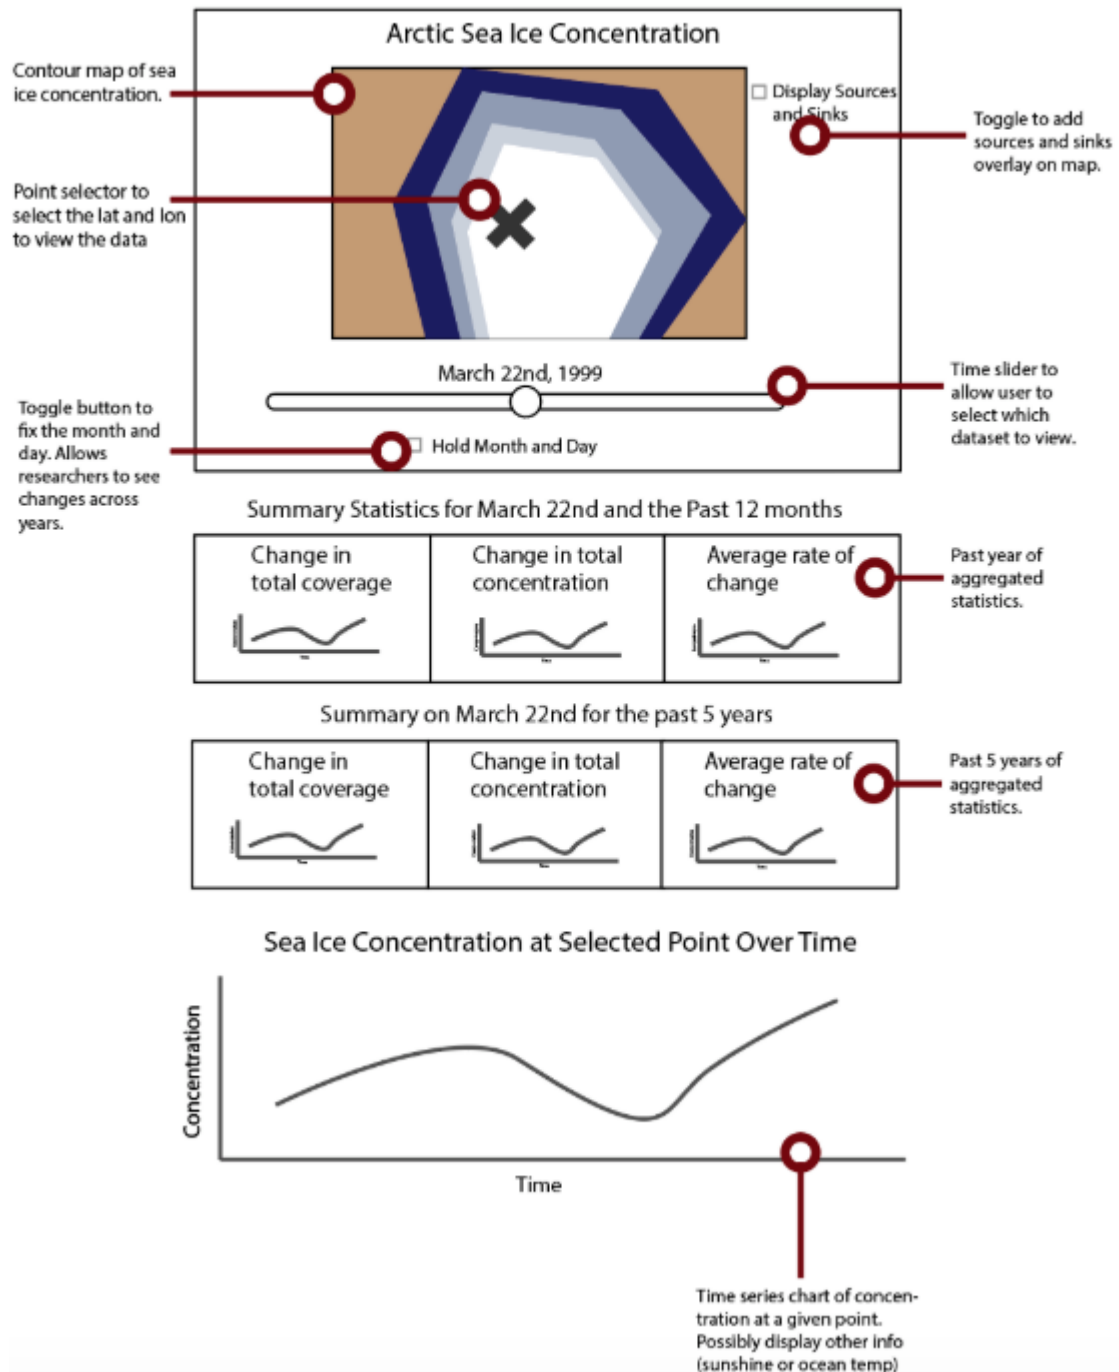 Arctic Sea Ice Concentration
Contour map of sea
ice concentration.
Display Sources
and Sinks
Toggle to add
sources and sinks
overlay on map.
Point selector to
select the lat and lon
to view the data
March 22nd, 1999
Time slider to
allow user to
select which
dataset to view.
Toggle button to
fix the month and
day. Allows
researchers to see
changes across
years.
Hold Month and Day
Summary Statistics for March 22nd and the Past 12 months
Change in
total coverage
Change in total
concentration
Average rate of
change
Past year of
aggregated
statistics.
Summary on March 22nd for the past 5 years
Change in
total coverage
Change in total
concentration
Average rate of
change
Past 5 years of
aggregated
statistics.
Sea Ice Concentration at Selected Point Over Time
Concentration
Time
Time series chart of concen-
tration at a given point.
Possibly display other info
(sunshine or ocean temp)